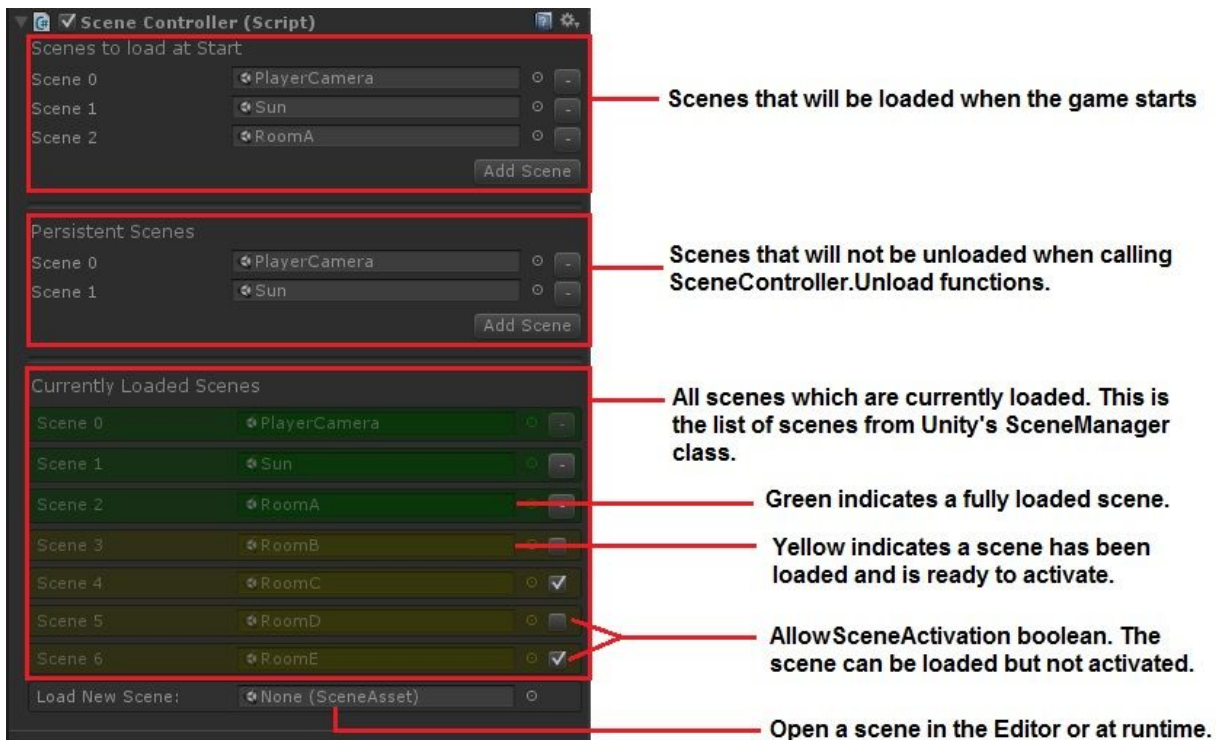 Scene Controller (Script)
Scenes to load at Start
Scene 0 PlayerCamera -
Scene 1 Sun -
Scene 2 RoomA -
Add Scene
Scenes that will be loaded when the game starts
Persistent Scenes
Scene 0 PlayerCamera -
Scene 1 Sun -
Add Scene
Scenes that will not be unloaded when calling
SceneController.Unload functions.
Currently Loaded Scenes
Scene 0 PlayerCamera -
Scene 1 Sun -
Scene 2 RoomA -
Scene 3 RoomB
Scene 4 RoomC
Scene 5 RoomD
Scene 6 RoomE
All scenes which are currently loaded. This is
the list of scenes from Unity's SceneManager
class.
Green indicates a fully loaded scene.
Yellow indicates a scene has been
loaded and is ready to activate.
AllowSceneActivation boolean. The
scene can be loaded but not activated.
Load New Scene: None (SceneAsset)
Open a scene in the Editor or at runtime.